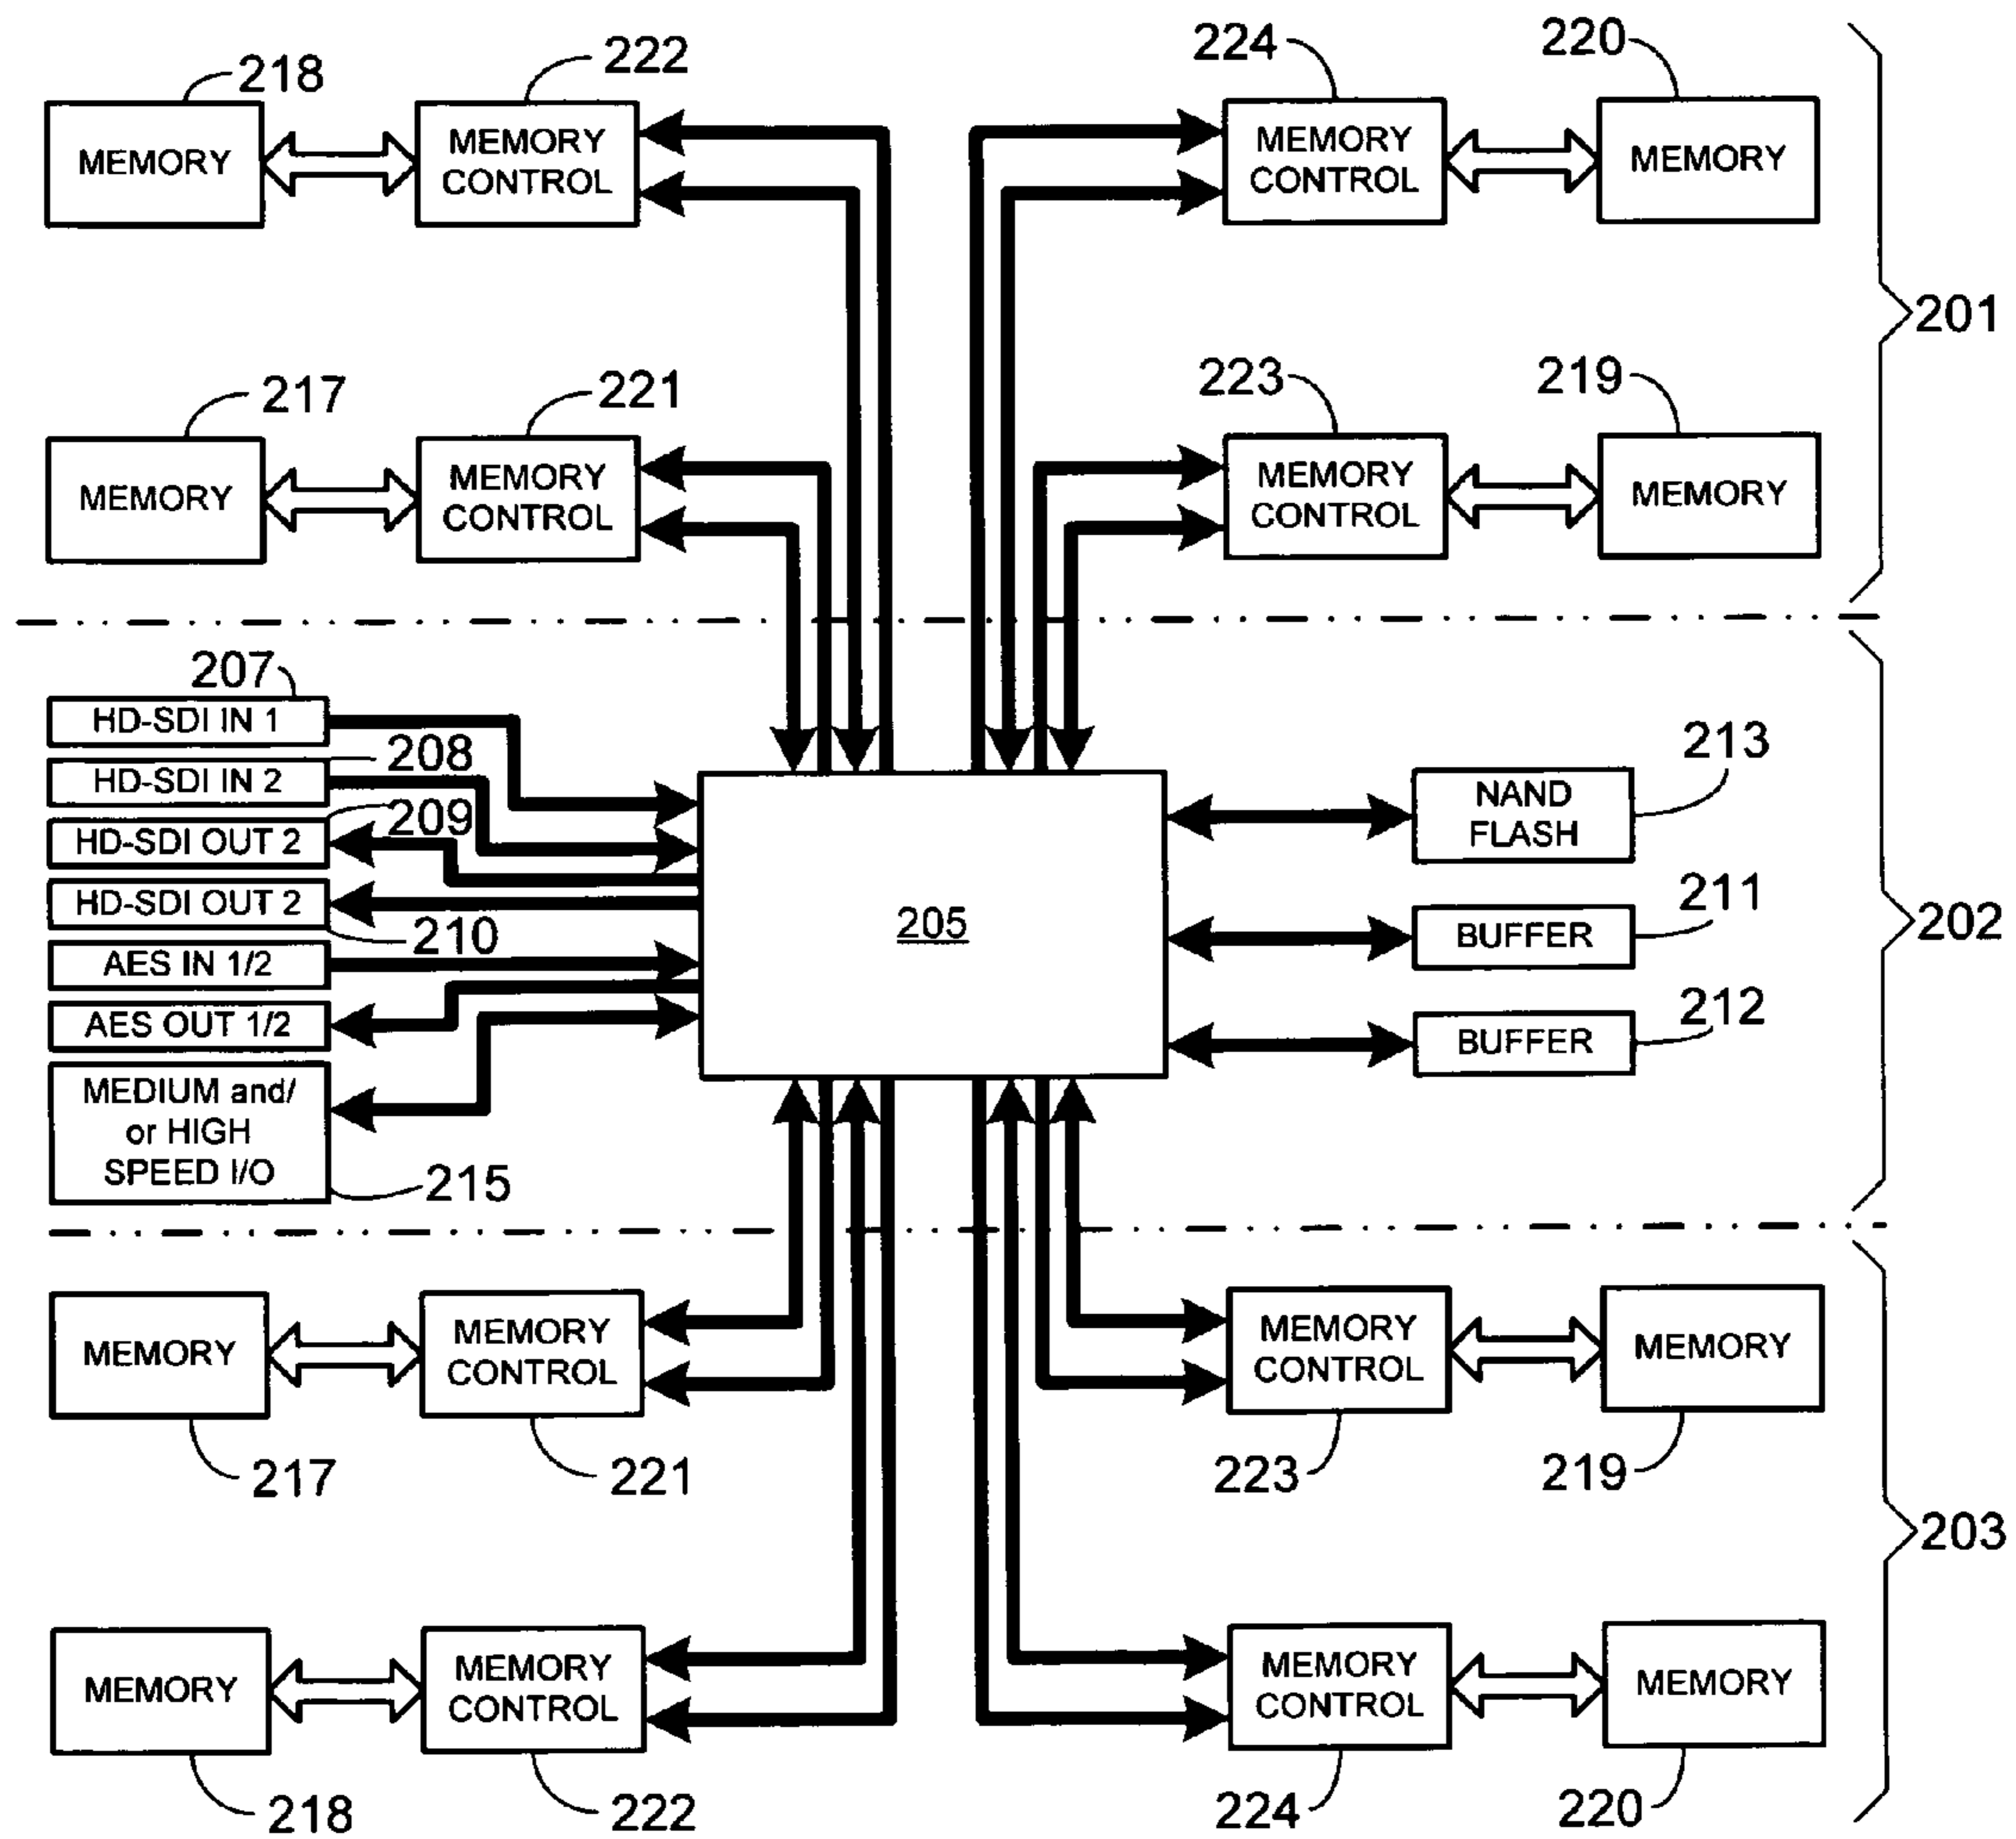 218
222
224
220
MEMORY
MEMORY
CONTROL
MEMORY
CONTROL
MEMORY
201
217
221
223
219
MEMORY
MEMORY
CONTROL
MEMORY
CONTROL
MEMORY
207
HD-SDI IN 1
208
HD-SDI IN 2
209
HD-SDI OUT 2
HD-SDI OUT 2
210
AES IN 1/2
AES OUT 1/2
MEDIUM and/
or HIGH
SPEED I/O
215
205
213
NAND
FLASH
211
BUFFER
212
BUFFER
202
MEMORY
MEMORY
CONTROL
MEMORY
CONTROL
MEMORY
217
221
223
219
203
MEMORY
MEMORY
CONTROL
MEMORY
CONTROL
MEMORY
218
222
224
220